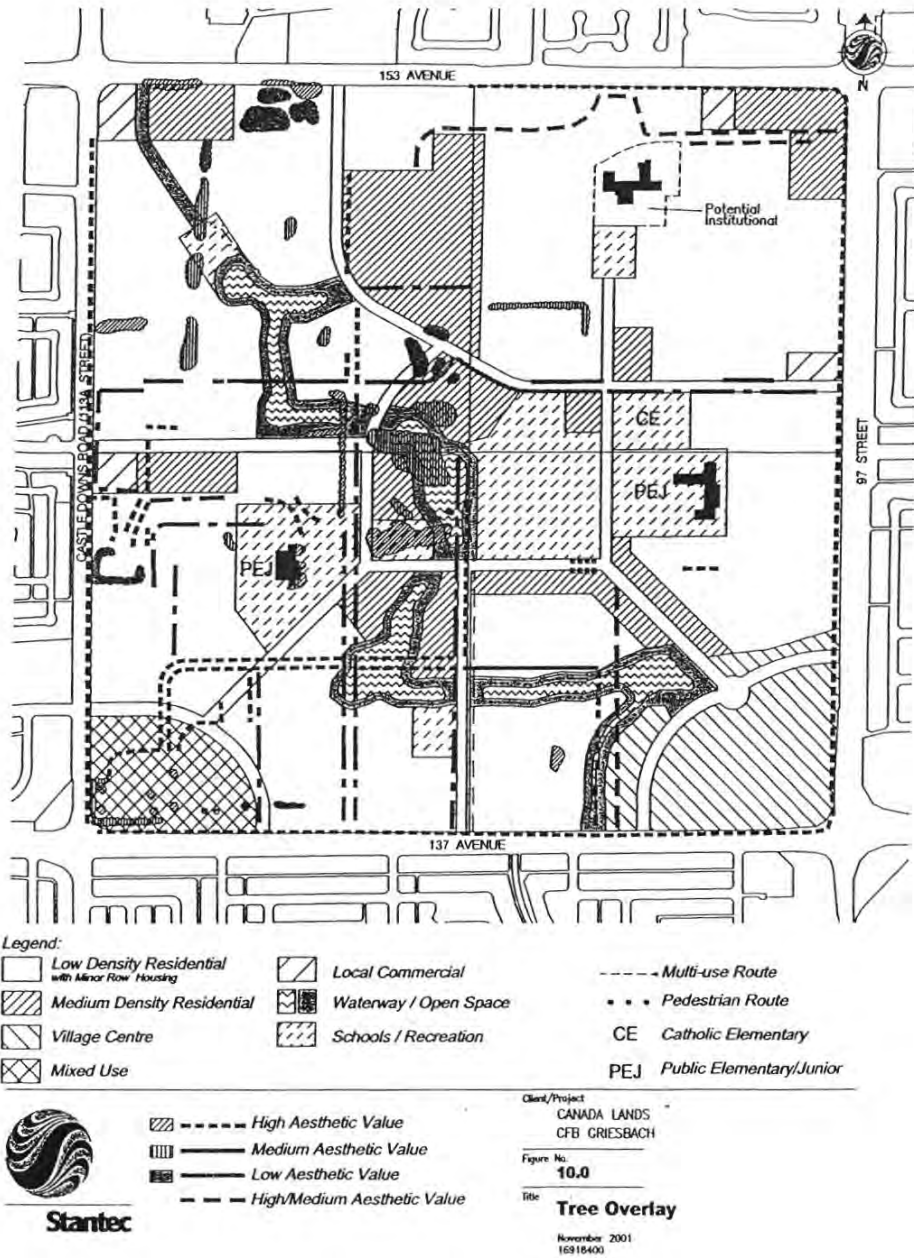 153 AVENUE
N
Potential
Institutional
CASTLE DOWNS ROAD /113A STREET
CE
97 STREET
PEJ
PEJ
137 AVENUE
Legend:
Low Density Residential
with Minor Row Housing
Medium Density Residential
Village Centre
Mixed Use
Local Commercial
Waterway / Open Space
Schools / Recreation
Multi-use Route
Pedestrian Route
CE Catholic Elementary
PEJ Public Elementary/Junior
High Aesthetic Value
Medium Aesthetic Value
Low Aesthetic Value
High/Medium Aesthetic Value
Stantec
Client/Project
CANADA LANDS
CFB GRIESBACH
Figure No.
10.0
Title
Tree Overlay
November 2001
16918400